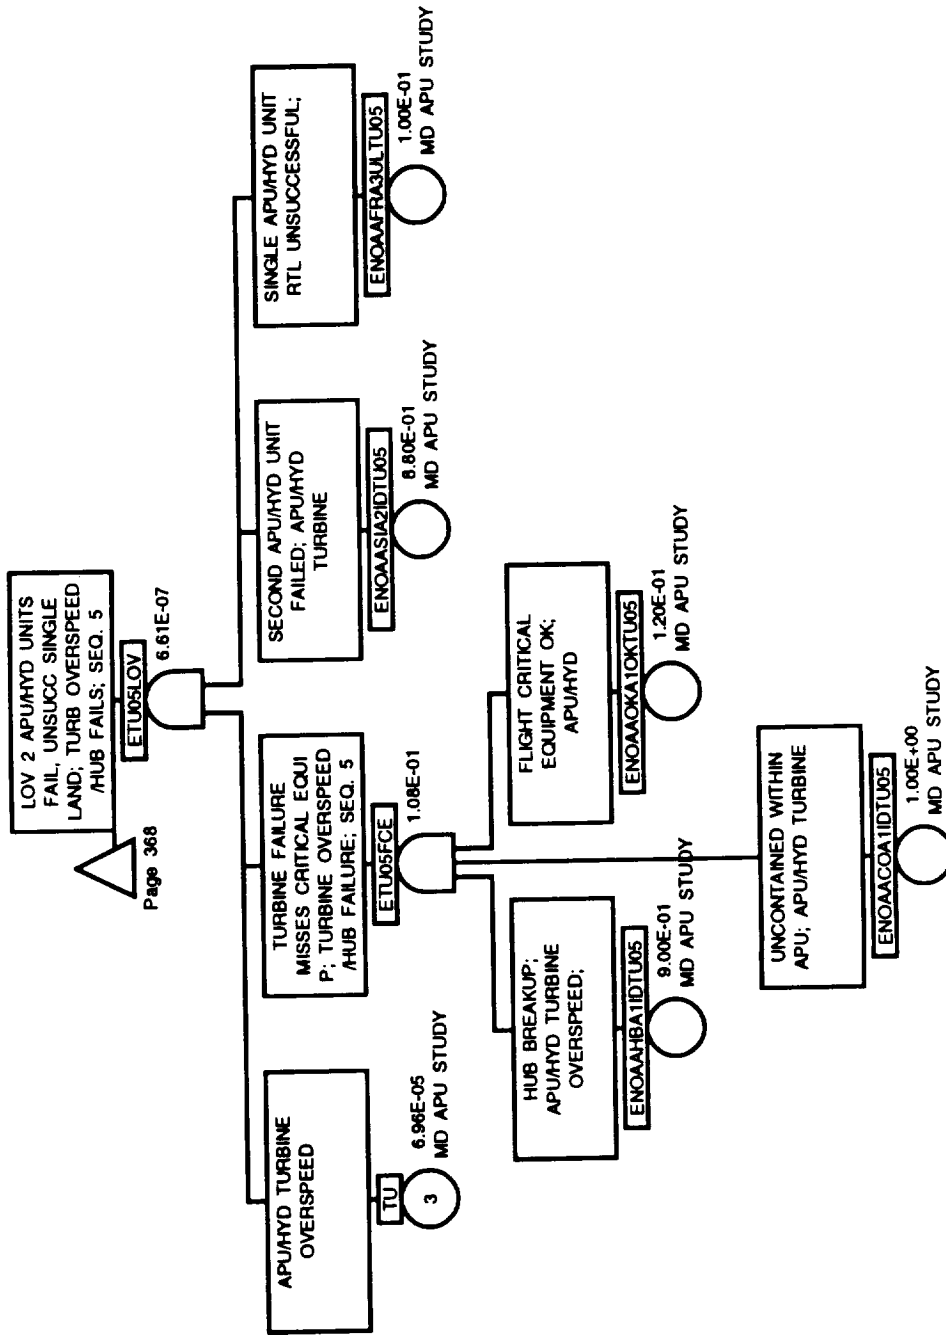 LOV 2 APU/HYD UNITS
FAIL, UNSUCC SINGLE
LAND; TURB OVERSPEED
/HUB FAILS; SEQ. 5
ETU05LOV
6.61E-07
Page 368
APU/HYD TURBINE
OVERSPEED
TU
3
6.96E-05
MD APU STUDY
TURBINE FAILURE
MISSES CRITICAL EQUI
P; TURBINE OVERSPEED
/HUB FAILURE; SEQ. 5
ETU05FCE
1.08E-01
SECOND APU/HYD UNIT
FAILED; APU/HYD
TURBINE
ENOAASIA2IDTU05
8.80E-01
MD APU STUDY
SINGLE APU/HYD UNIT
RTL UNSUCCESSFUL;
ENOAAFRA3ULTU05
1.00E-01
MD APU STUDY
HUB BREAKUP;
APU/HYD TURBINE
OVERSPEED;
ENOAAHBA1IDTU05
9.00E-01
MD APU STUDY
FLIGHT CRITICAL
EQUIPMENT OK;
APU/HYD
ENOAAOKA1OKTU05
1.20E-01
MD APU STUDY
UNCONTAINED WITHIN
APU; APU/HYD TURBINE
ENOAACOA1IDTU05
1.00E+00
MD APU STUDY